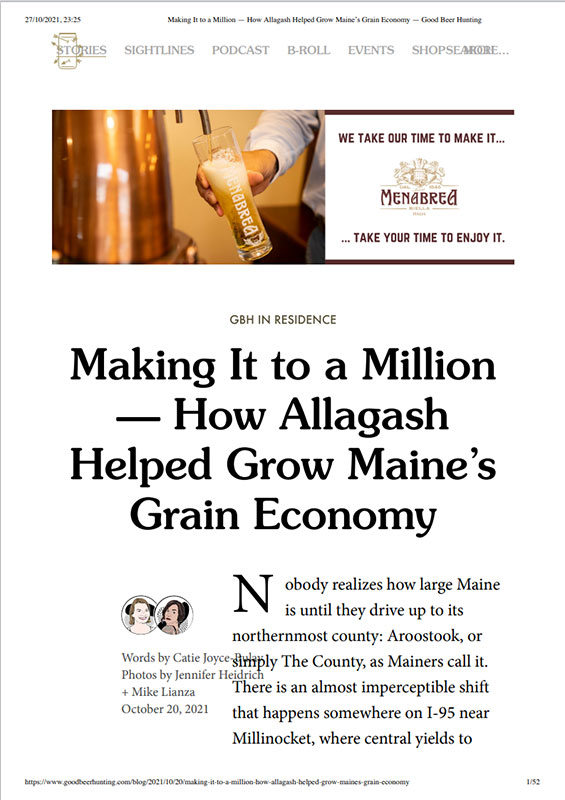 27/10/2021, 23:25
Making It to a Million — How Allagash Helped Grow Maine's Grain Economy — Good Beer Hunting
STORIES SIGHTLINES PODCAST B-ROLL EVENTS SHOP SEARCH MORE…
WE TAKE OUR TIME TO MAKE IT...
MENABREA
MENABREA
BIELLA
... TAKE YOUR TIME TO ENJOY IT.
GBH IN RESIDENCE
Making It to a Million
— How Allagash
Helped Grow Maine’s
Grain Economy
Nobody realizes how large Maine
is until they drive up to its
northernmost county: Aroostook, or
simply The County, as Mainers call it.
There is an almost imperceptible shift
that happens somewhere on I-95 near
Millinocket, where central yields to
Words by Catie Joyce-Bulay
Photos by Jennifer Heidrich
+ Mike Lianza
October 20, 2021
https://www.goodbeerhunting.com/blog/2021/10/20/making-it-to-a-million-how-allagash-helped-grow-maines-grain-economy
1/52